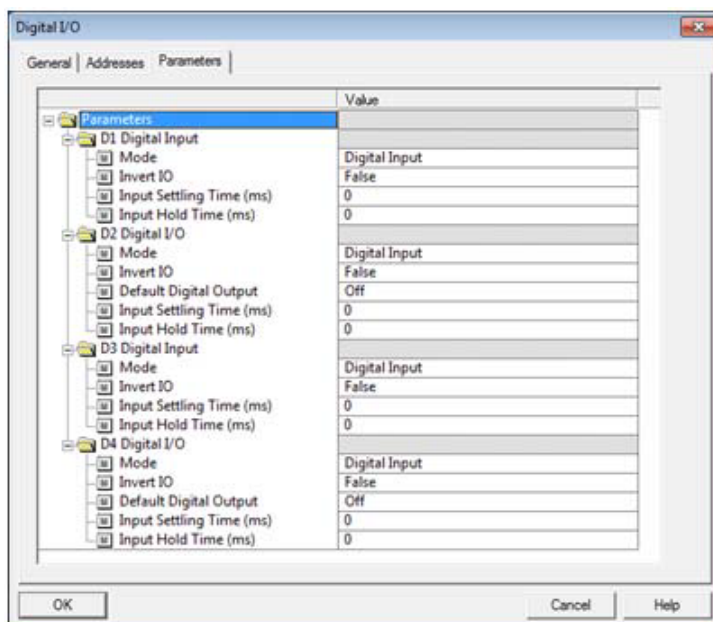 Digital I/O
General Addresses Parameters
Value
Parameters
D1 Digital Input
Mode Digital Input
Invert IO False
Input Settling Time (ms) 0
Input Hold Time (ms) 0
D2 Digital I/O
Mode Digital Input
Invert IO False
Default Digital Output Off
Input Settling Time (ms) 0
Input Hold Time (ms) 0
D3 Digital Input
Mode Digital Input
Invert IO False
Input Settling Time (ms) 0
Input Hold Time (ms) 0
D4 Digital I/O
Mode Digital Input
Invert IO False
Default Digital Output Off
Input Settling Time (ms) 0
Input Hold Time (ms) 0
OK Cancel Help